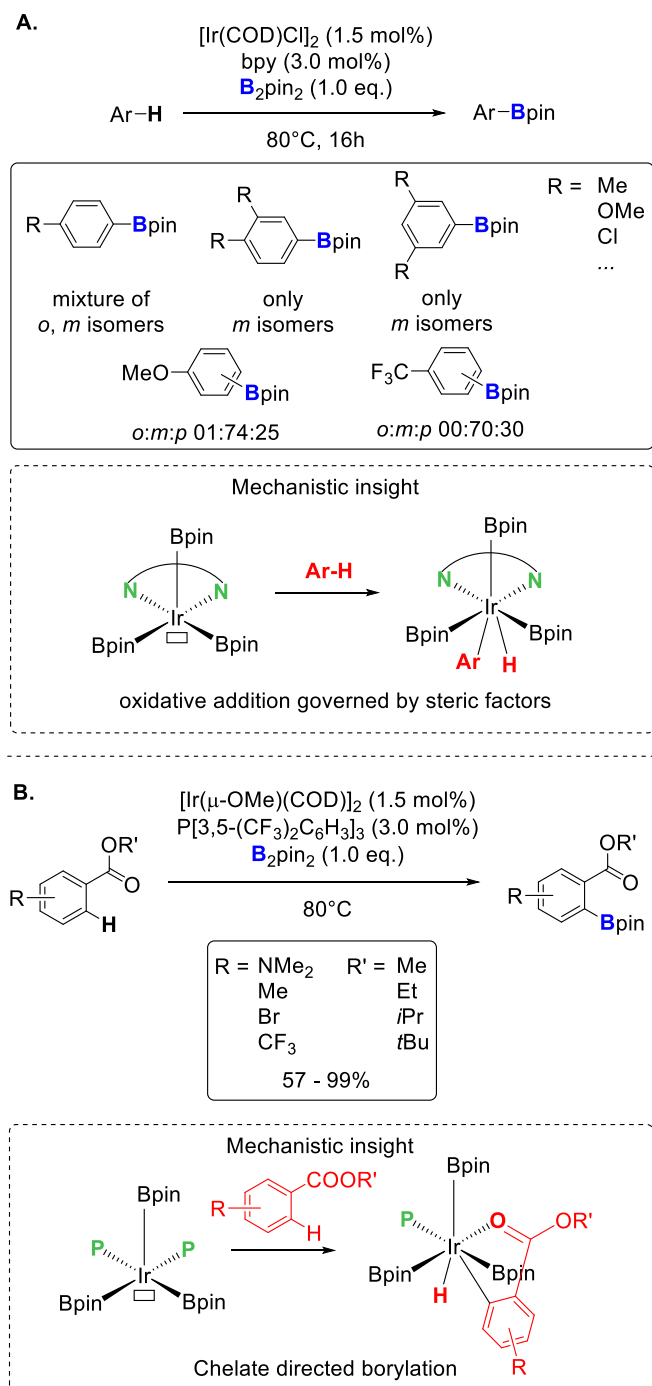 A.
[Ir(COD)Cl]2 (1.5 mol%)
bpy (3.0 mol%)
B2pin2 (1.0 eq.)
Ar-H
Ar-Bpin
80°C, 16h
R
Bpin
R
R
Bpin
R
R
Bpin
R = Me
OMe
Cl
...
mixture of
o, m isomers
only
m isomers
only
m isomers
MeO
Bpin
F3C
Bpin
o:m:p 01:74:25
o:m:p 00:70:30
Mechanistic insight
Bpin
N
N
Ir
Bpin
Bpin
Ar-H
Bpin
N
N
Ir
Bpin
Bpin
Ar
H
oxidative addition governed by steric factors
B.
[Ir(μ-OMe)(COD)]2 (1.5 mol%)
P[3,5-(CF3)2C6H3]3 (3.0 mol%)
B2pin2 (1.0 eq.)
OR'
O
R
H
80°C
OR'
O
R
Bpin
R = NMe2 R' = Me
Me Et
Br iPr
CF3 tBu
57 - 99%
Mechanistic insight
Bpin
P
P
Ir
Bpin
Bpin
COOR'
R
H
Bpin
P
O
OR'
Ir
Bpin
Bpin
H
R
Chelate directed borylation